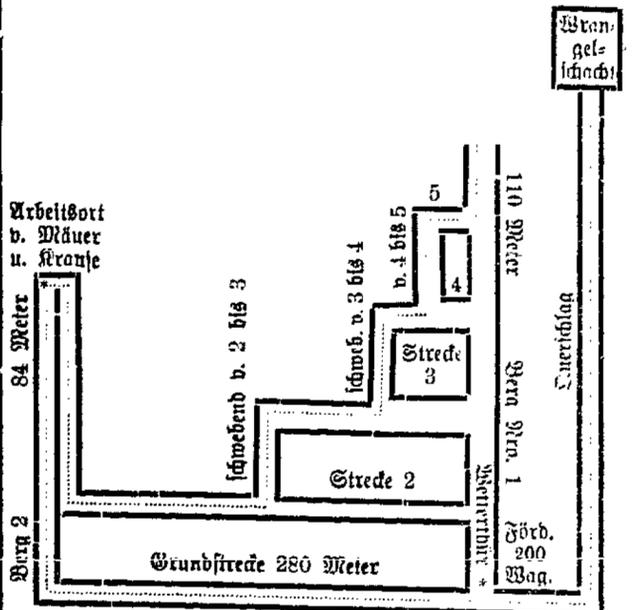 Wran-
gel-
schacht
Arbeitsort
v. Mäuer
u. Krause
*
84 Meter
Berg 2
schwebend v. 2 bis 3
schweb. v. 3 bis 4
v. 4 bis 5
5
4
Strecke
3
Strecke 2
Grundstrecke 280 Meter
110 Meter
Berg Nro. 1
Wetterthür *
Förd.
200
Wag.
Querschlag